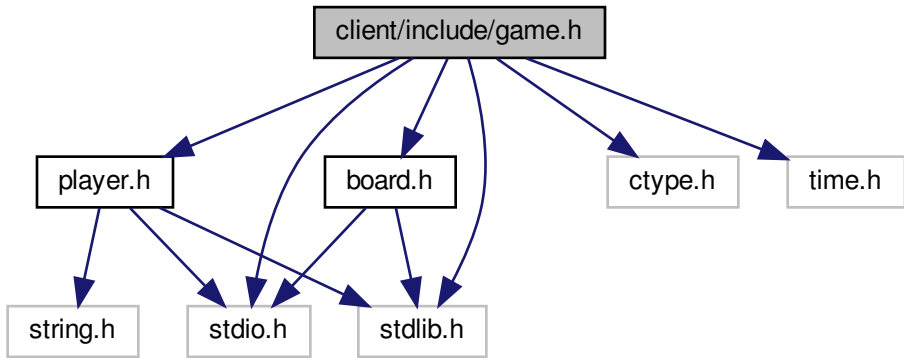 client/include/game.h
player.h
board.h
ctype.h
time.h
string.h
stdio.h
stdlib.h